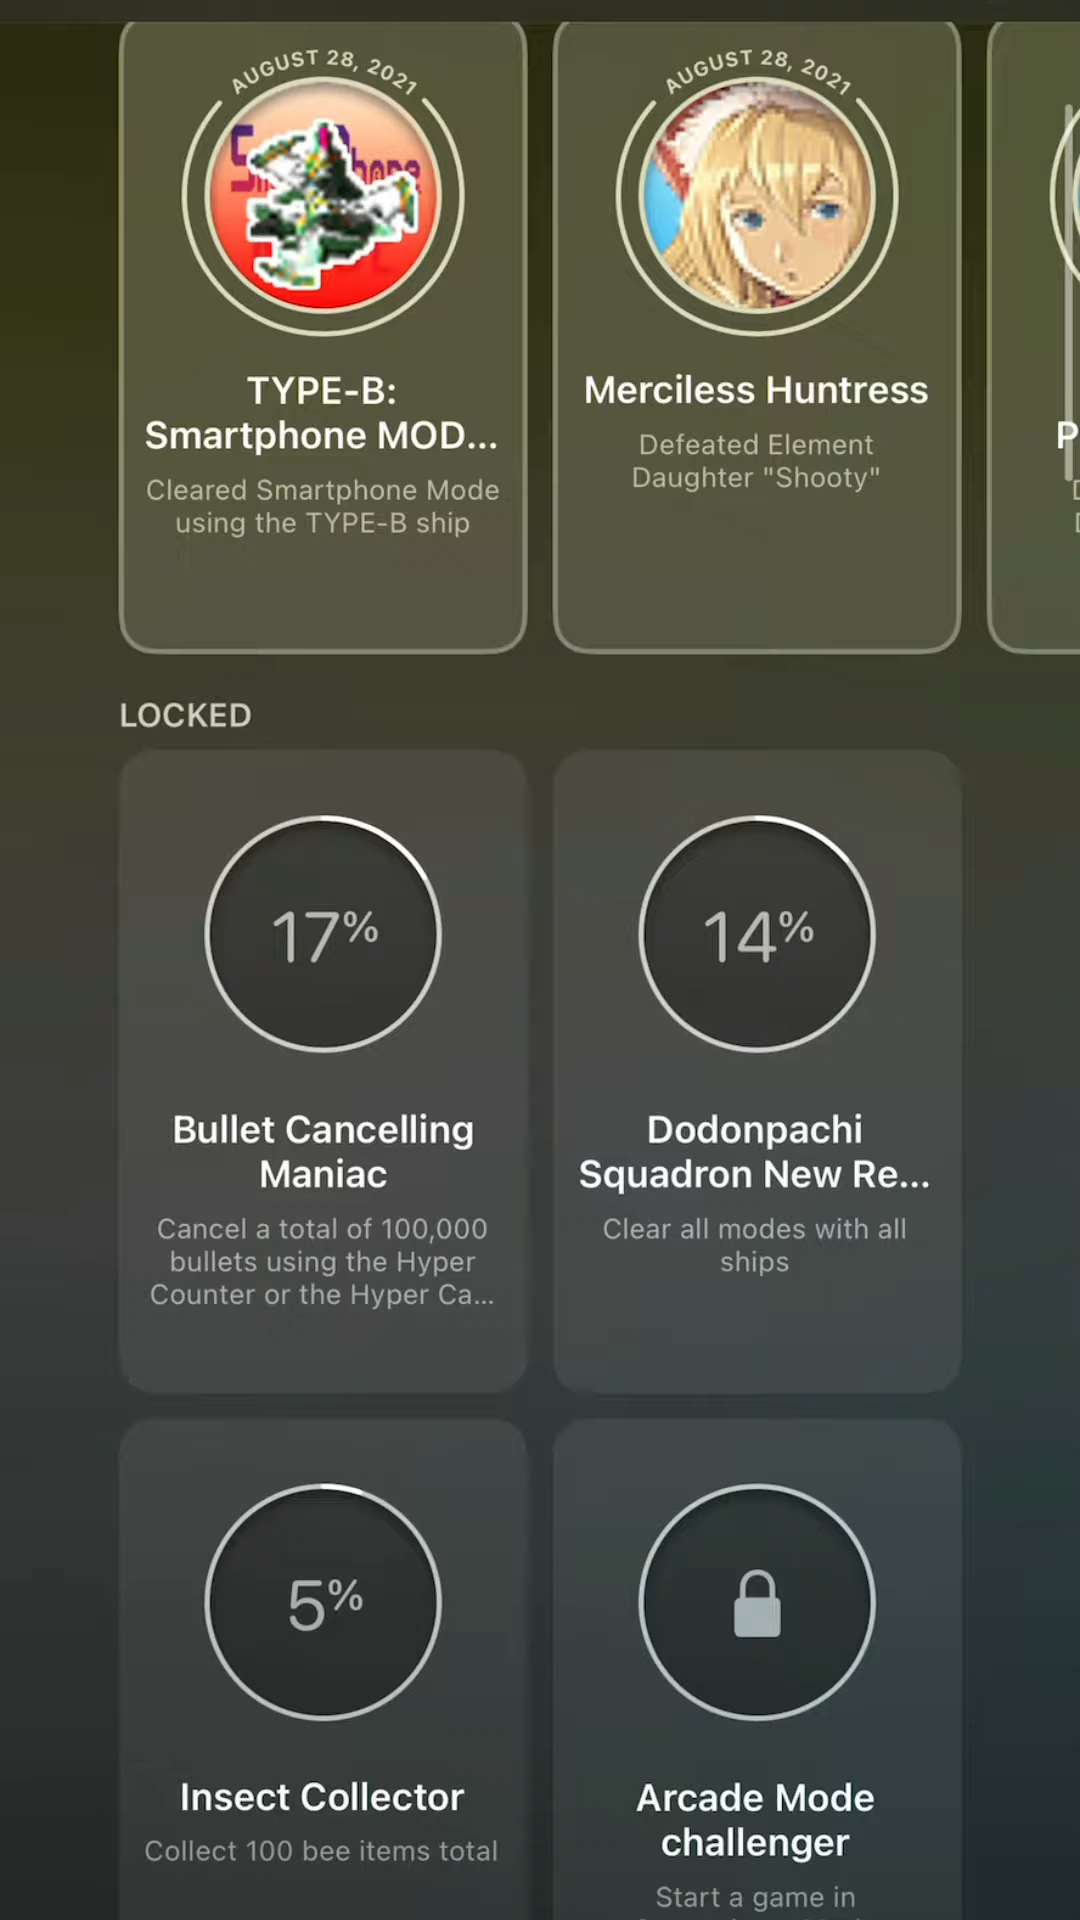 AUGUST 28, 2021
TYPE-B:
Smartphone MOD...
Cleared Smartphone Mode
using the TYPE-B ship
AUGUST 28, 2021
Merciless Huntress
Defeated Element
Daughter "Shooty"
P
LOCKED
17%
Bullet Cancelling
Maniac
Cancel a total of 100,000
bullets using the Hyper
Counter or the Hyper Ca...
14%
Dodonpachi
Squadron New Re...
Clear all modes with all
ships
5%
Insect Collector
Collect 100 bee items total
Arcade Mode
challenger
Start a game in